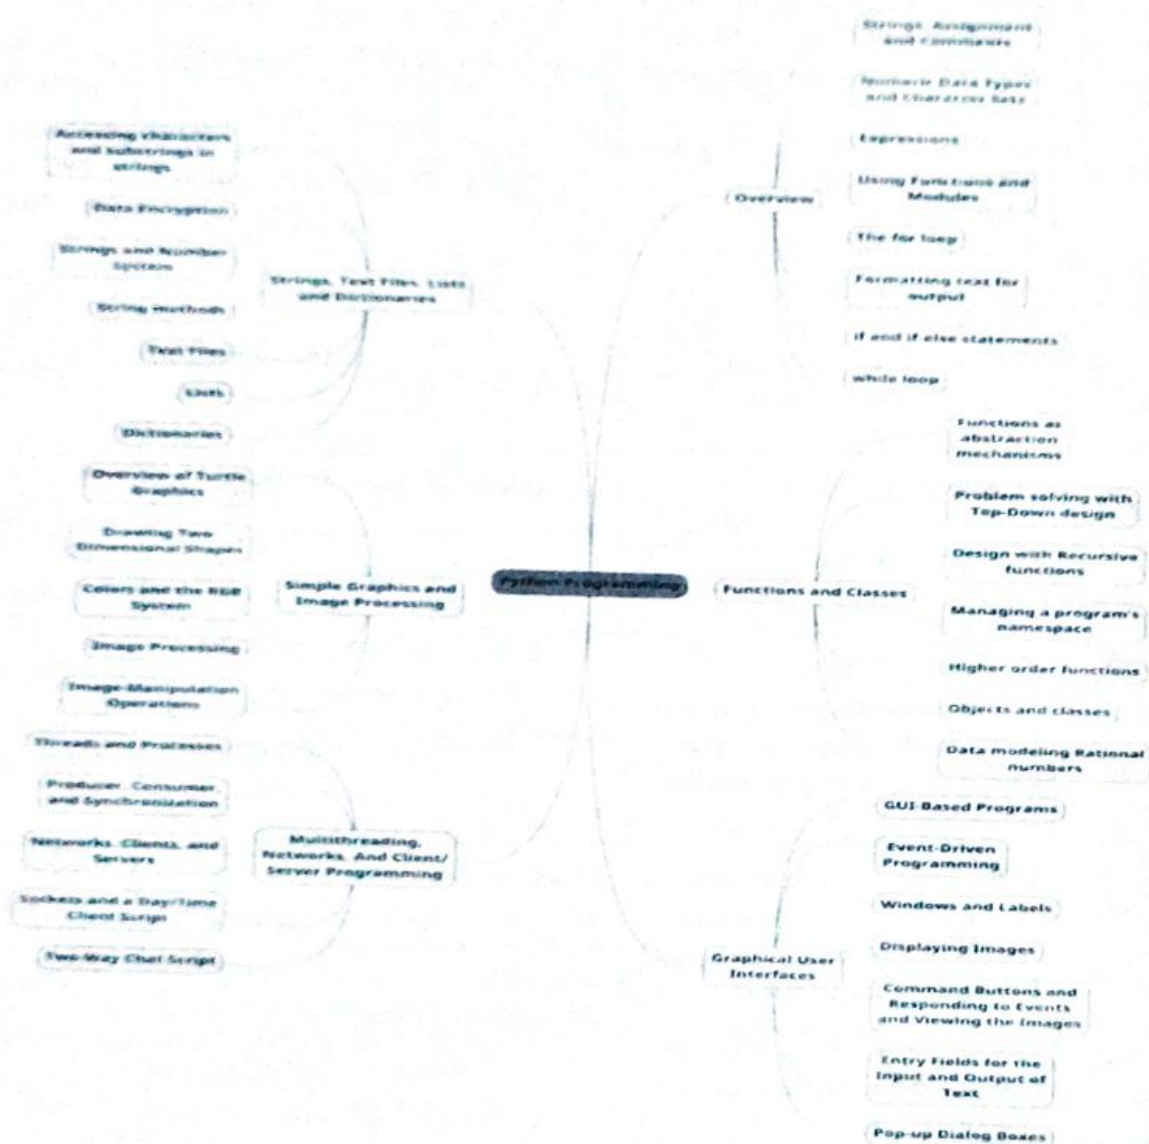 Python Programming
Overview
Strings, Assignment
and Comments
Numeric Data Types
and Character Sets
Expressions
Using Functions and
Modules
The for loop
Formatting text for
output
if and if else statements
while loop
Functions and Classes
Functions as
abstraction
mechanisms
Problem solving with
Top-Down design
Design with Recursive
functions
Managing a program's
namespace
Higher order functions
Objects and classes
Data modeling Rational
numbers
Graphical User
Interfaces
GUI-Based Programs
Event-Driven
Programming
Windows and Labels
Displaying Images
Command Buttons and
Responding to Events
and Viewing the Images
Entry Fields for the
Input and Output of
Text
Pop-up Dialog Boxes
Strings, Text Files, Lists
and Dictionaries
Accessing characters
and substrings in
strings
Data Encryption
Strings and Number
System
String methods
Text Files
Lists
Dictionaries
Simple Graphics and
Image Processing
Overview of Turtle
Graphics
Drawing Two
Dimensional Shapes
Colors and the RGB
System
Image Processing
Image-Manipulation
Operations
Multithreading,
Networks, And Client/
Server Programming
Threads and Processes
Producer, Consumer,
and Synchronization
Networks, Clients, and
Servers
Sockets and a Day/Time
Client Script
Two-Way Chat Script